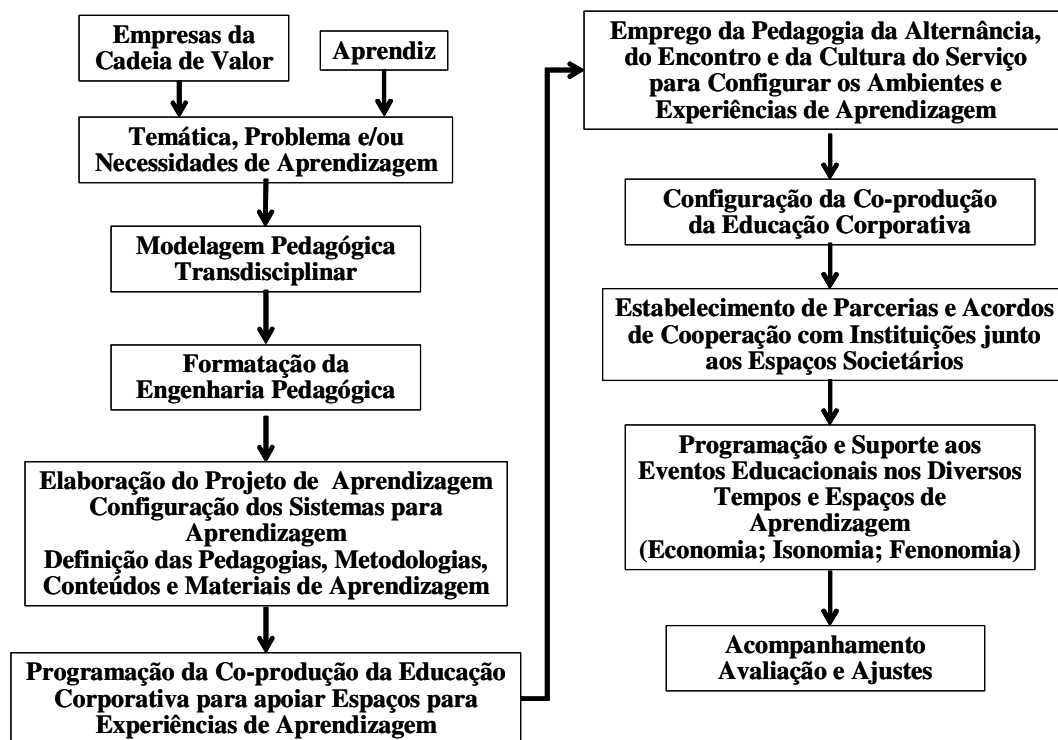 Empresas da
Cadeia de Valor
Aprendiz
Temática, Problema e/ou
Necessidades de Aprendizagem
Modelagem Pedagógica
Transdisciplinar
Formatação da
Engenharia Pedagógica
Elaboração do Projeto de Aprendizagem
Configuração dos Sistemas para
Aprendizagem
Definição das Pedagogias, Metodologias,
Conteúdos e Materiais de Aprendizagem
Programação da Co-produção da Educação
Corporativa para apoiar Espaços para
Experiências de Aprendizagem
Emprego da Pedagogia da Alternância,
do Encontro e da Cultura do Serviço
para Configurar os Ambientes e
Experiências de Aprendizagem
Configuração da Co-produção
da Educação Corporativa
Estabelecimento de Parcerias e Acordos
de Cooperação com Instituições junto
aos Espaços Societários
Programação e Suporte aos
Eventos Educacionais nos Diversos
Tempos e Espaços de
Aprendizagem
(Economia; Isonomia; Fenonomia)
Acompanhamento
Avaliação e Ajustes